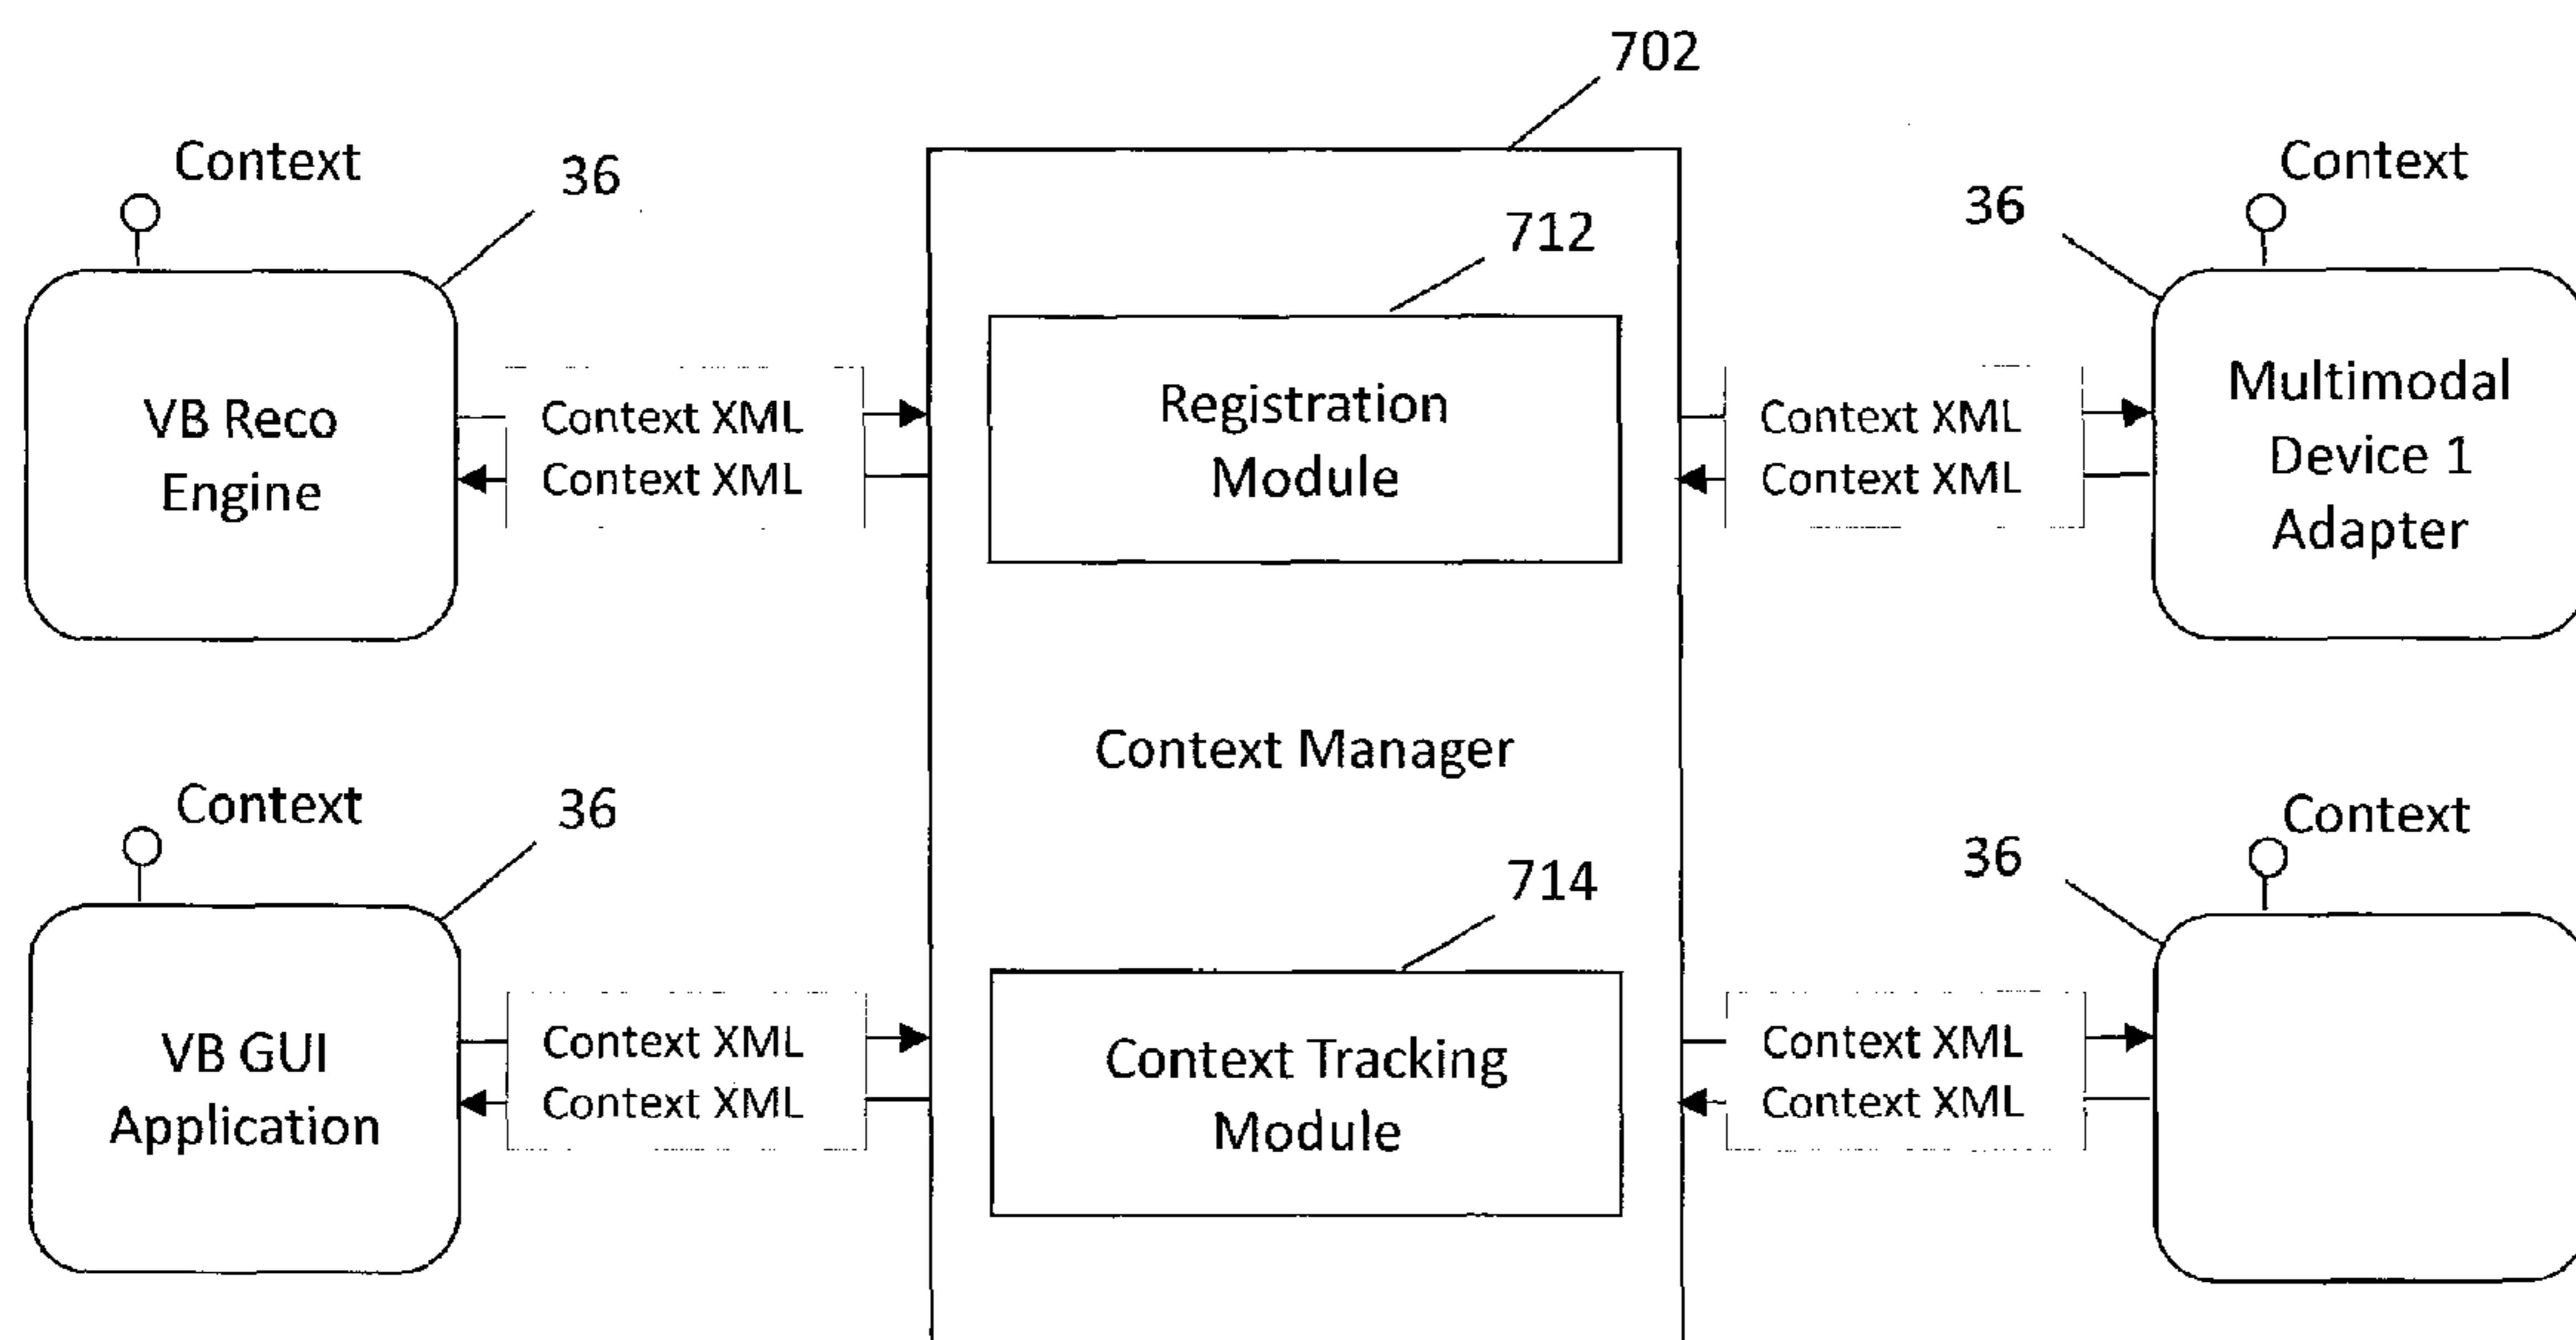 702
Context
36
712
Context
36
VB Reco
Engine
Context XML
Context XML
Registration
Module
Context XML
Context XML
Multimodal
Device 1
Adapter
Context Manager
Context
36
714
Context
36
VB GUI
Application
Context XML
Context XML
Context Tracking
Module
Context XML
Context XML